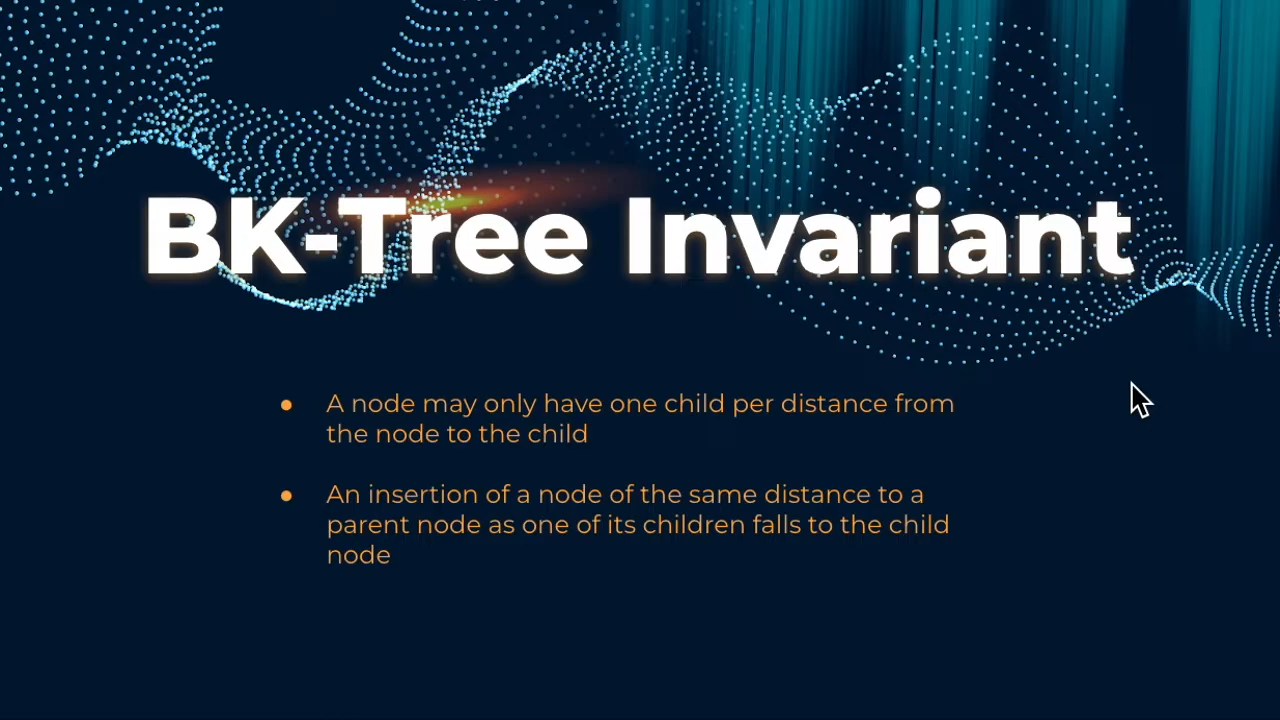 BK-Tree Invariant
● A node may only have one child per distance from
the node to the child
● An insertion of a node of the same distance to a
parent node as one of its children falls to the child
node